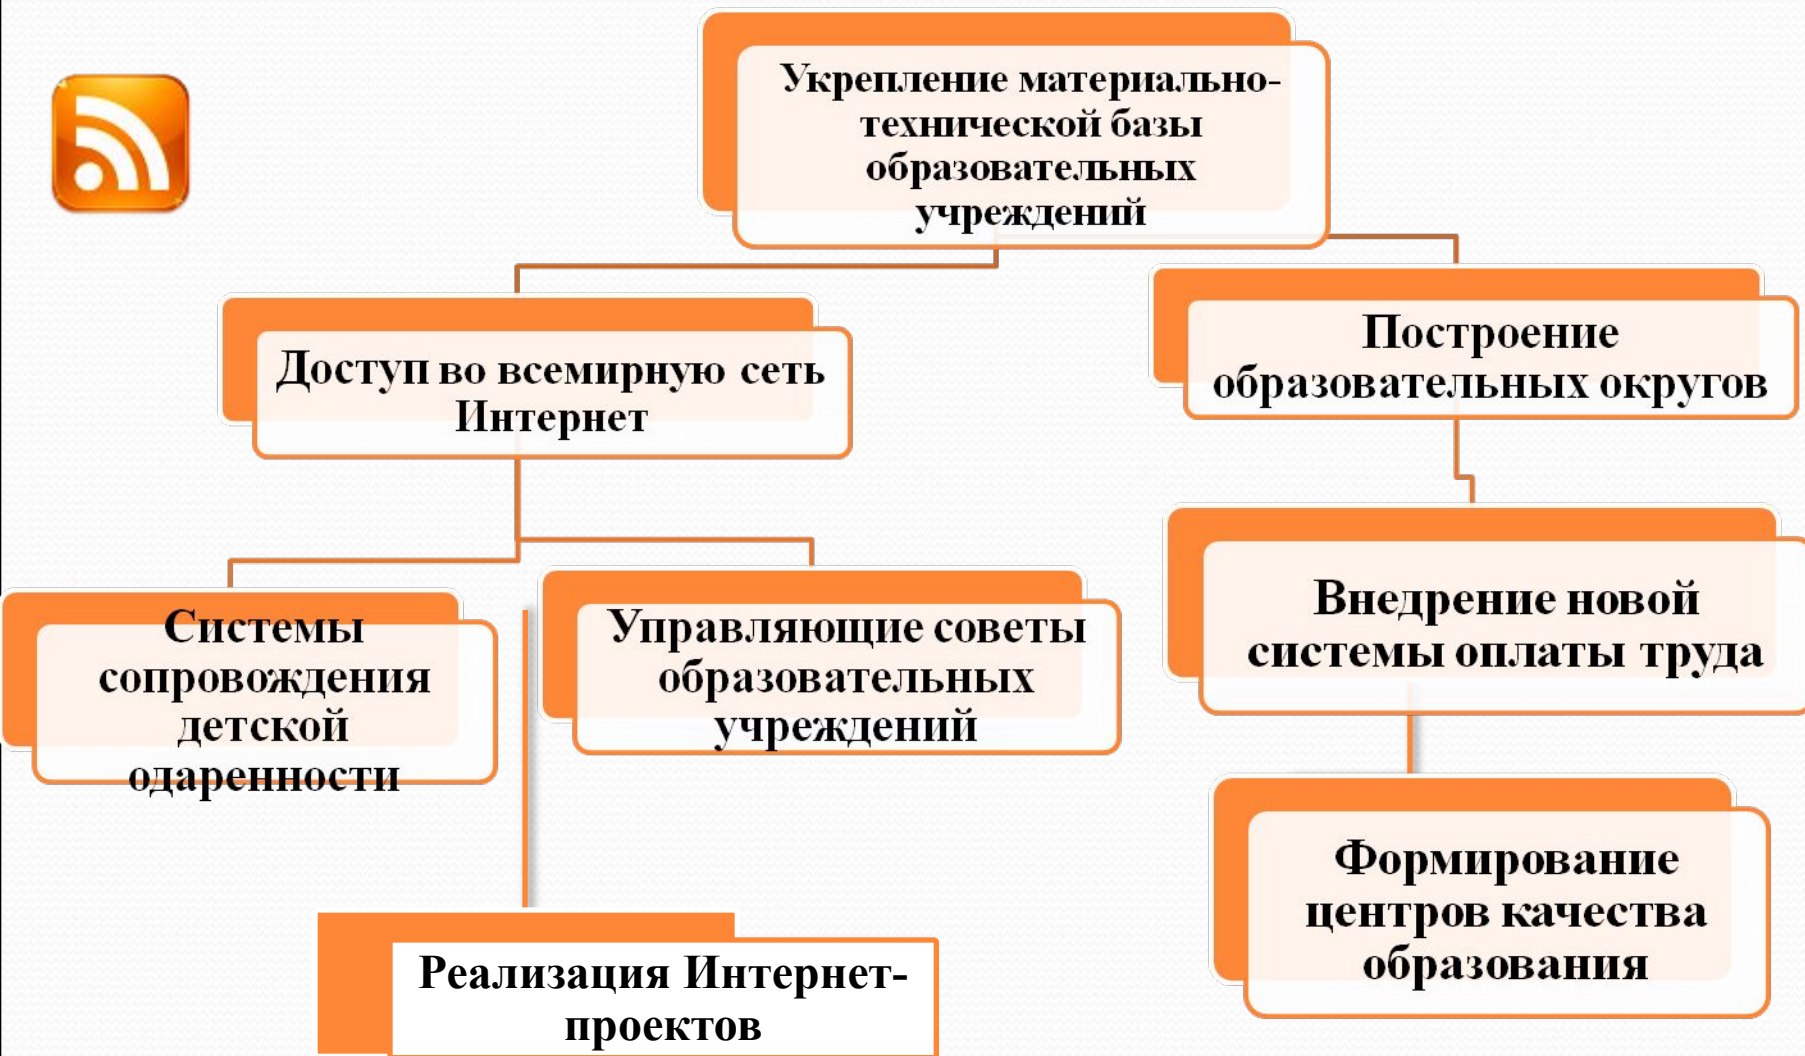 Укрепление материально-
технической базы
образовательных
учреждений
Доступ во всемирную сеть
Интернет
Построение
образовательных округов
Системы
сопровождения
детской
одаренности
Управляющие советы
образовательных
учреждений
Внедрение новой
системы оплаты труда
Реализация Интернет-
проектов
Формирование
центров качества
образования